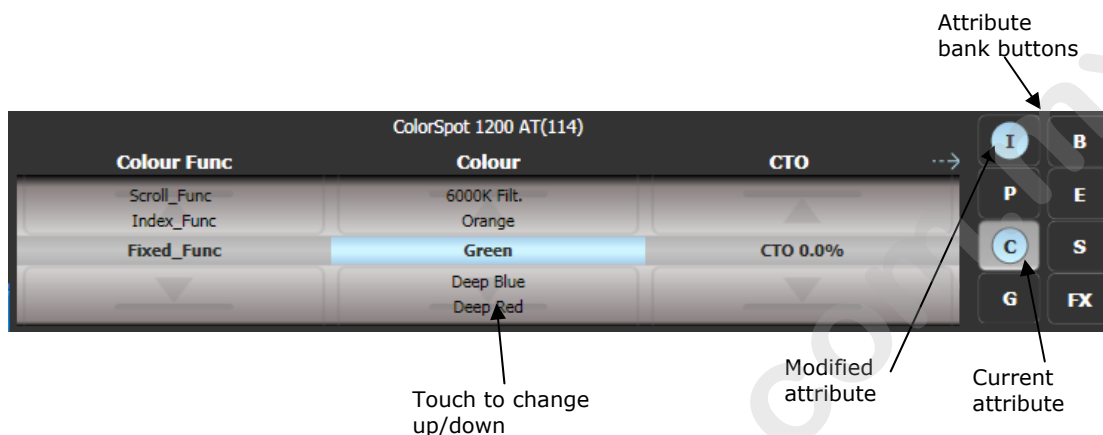 Attribute
bank buttons
ColorSpot 1200 AT(114)
Colour Func Colour CTO
Scroll_Func 6000K Filt.
Index_Func Orange
Fixed_Func Green CTO 0.0%
Deep Blue
Deep Red
I B
P E
C S
G FX
Touch to change
up/down
Modified
attribute
Current
attribute